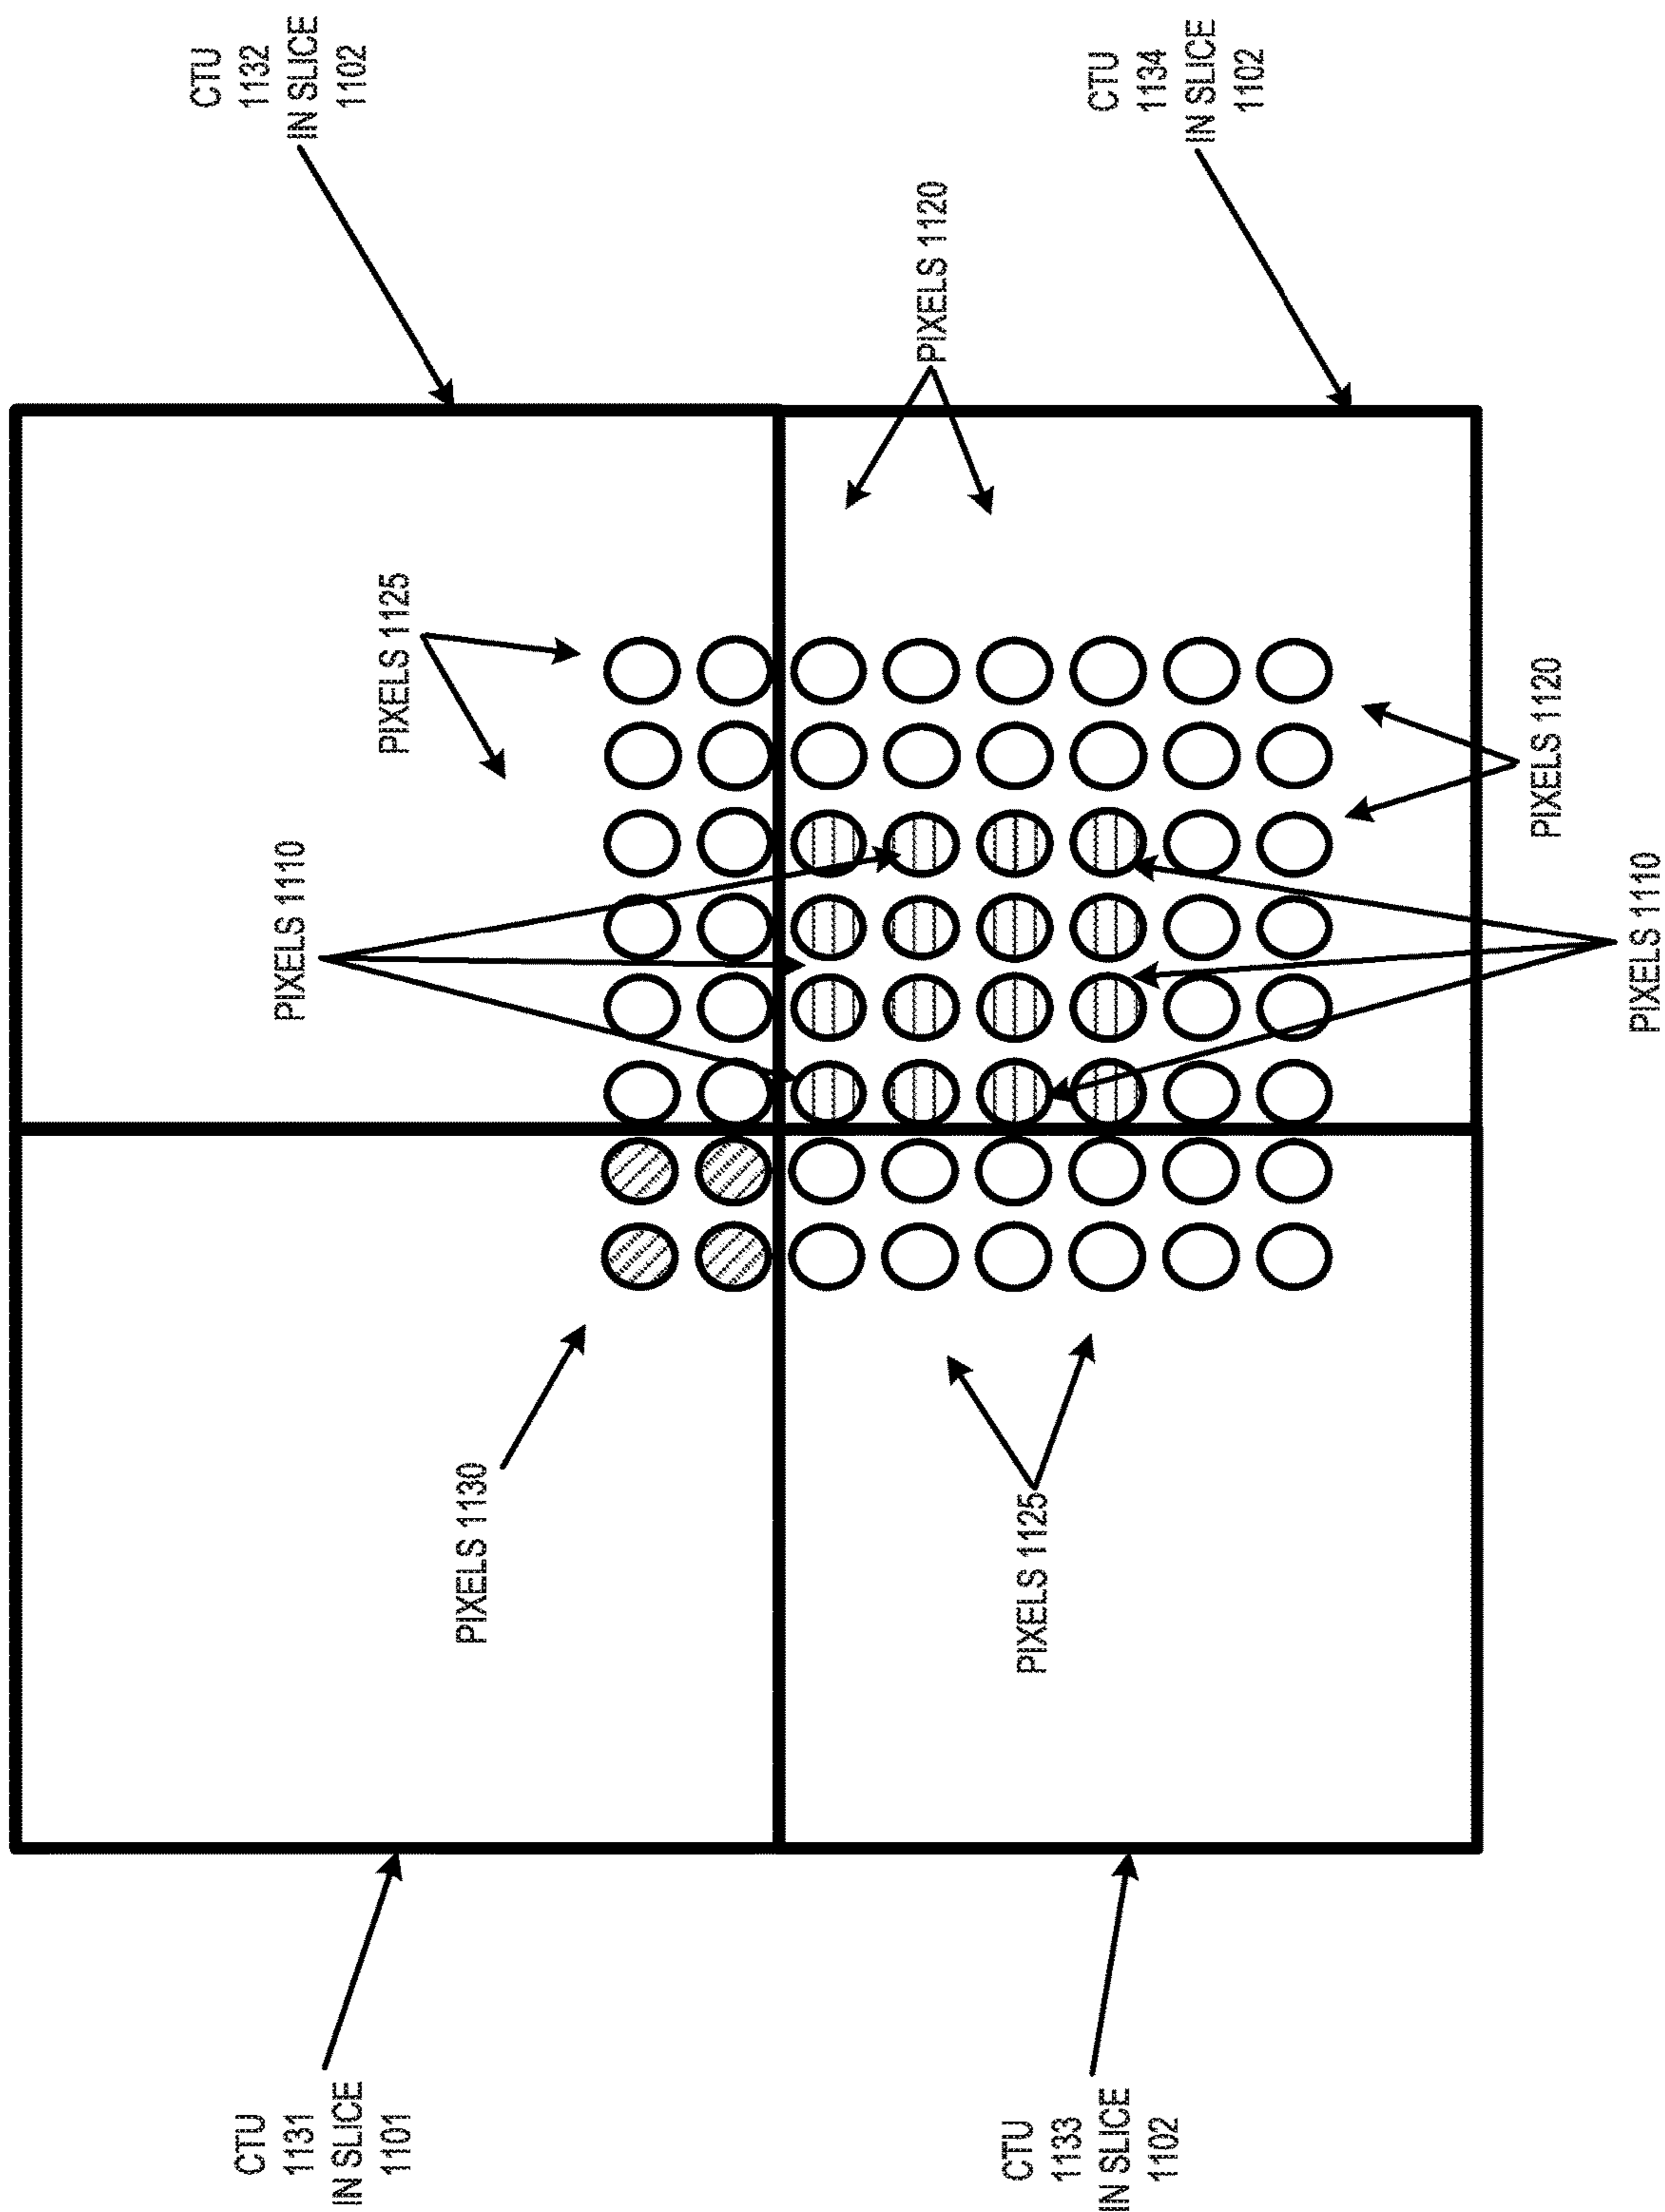 CTU
1131
IN SLICE
1101
CTU
1132
IN SLICE
1102
PIXELS 1110
PIXELS 1125
PIXELS 1130
PIXELS 1120
CTU
1133
IN SLICE
1102
PIXELS 1125
CTU
1134
IN SLICE
1102
PIXELS 1120
PIXELS 1110